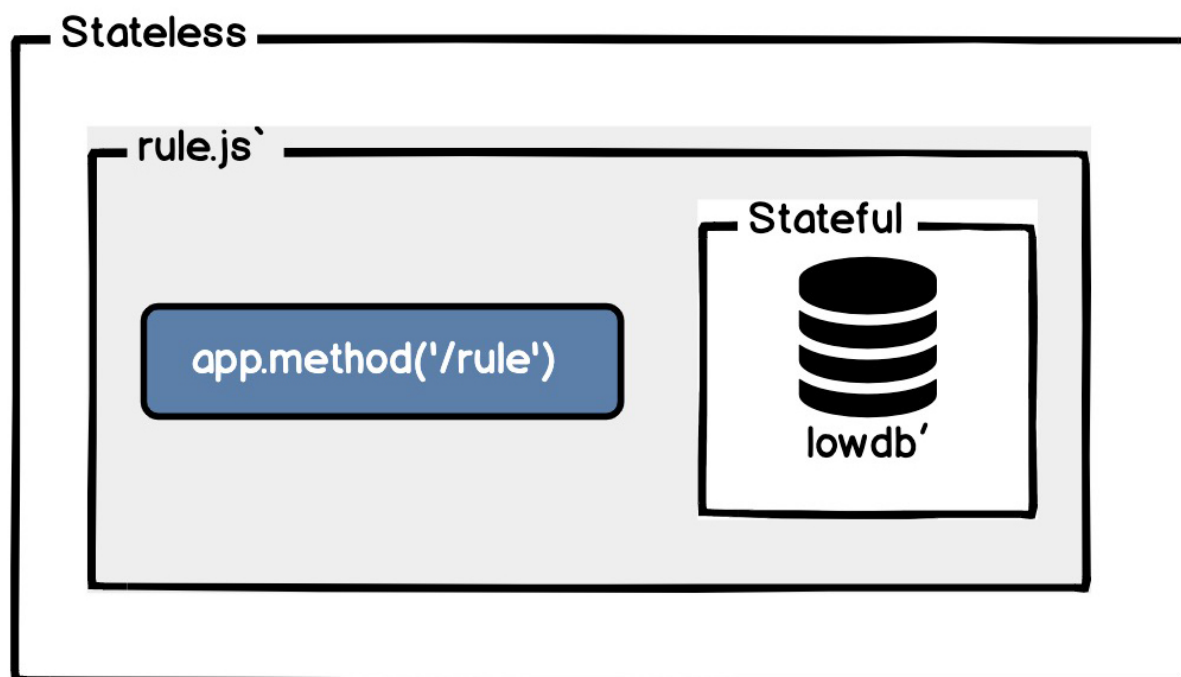 Stateless
rule.js`
Stateful
app.method('/rule')
lowdb′